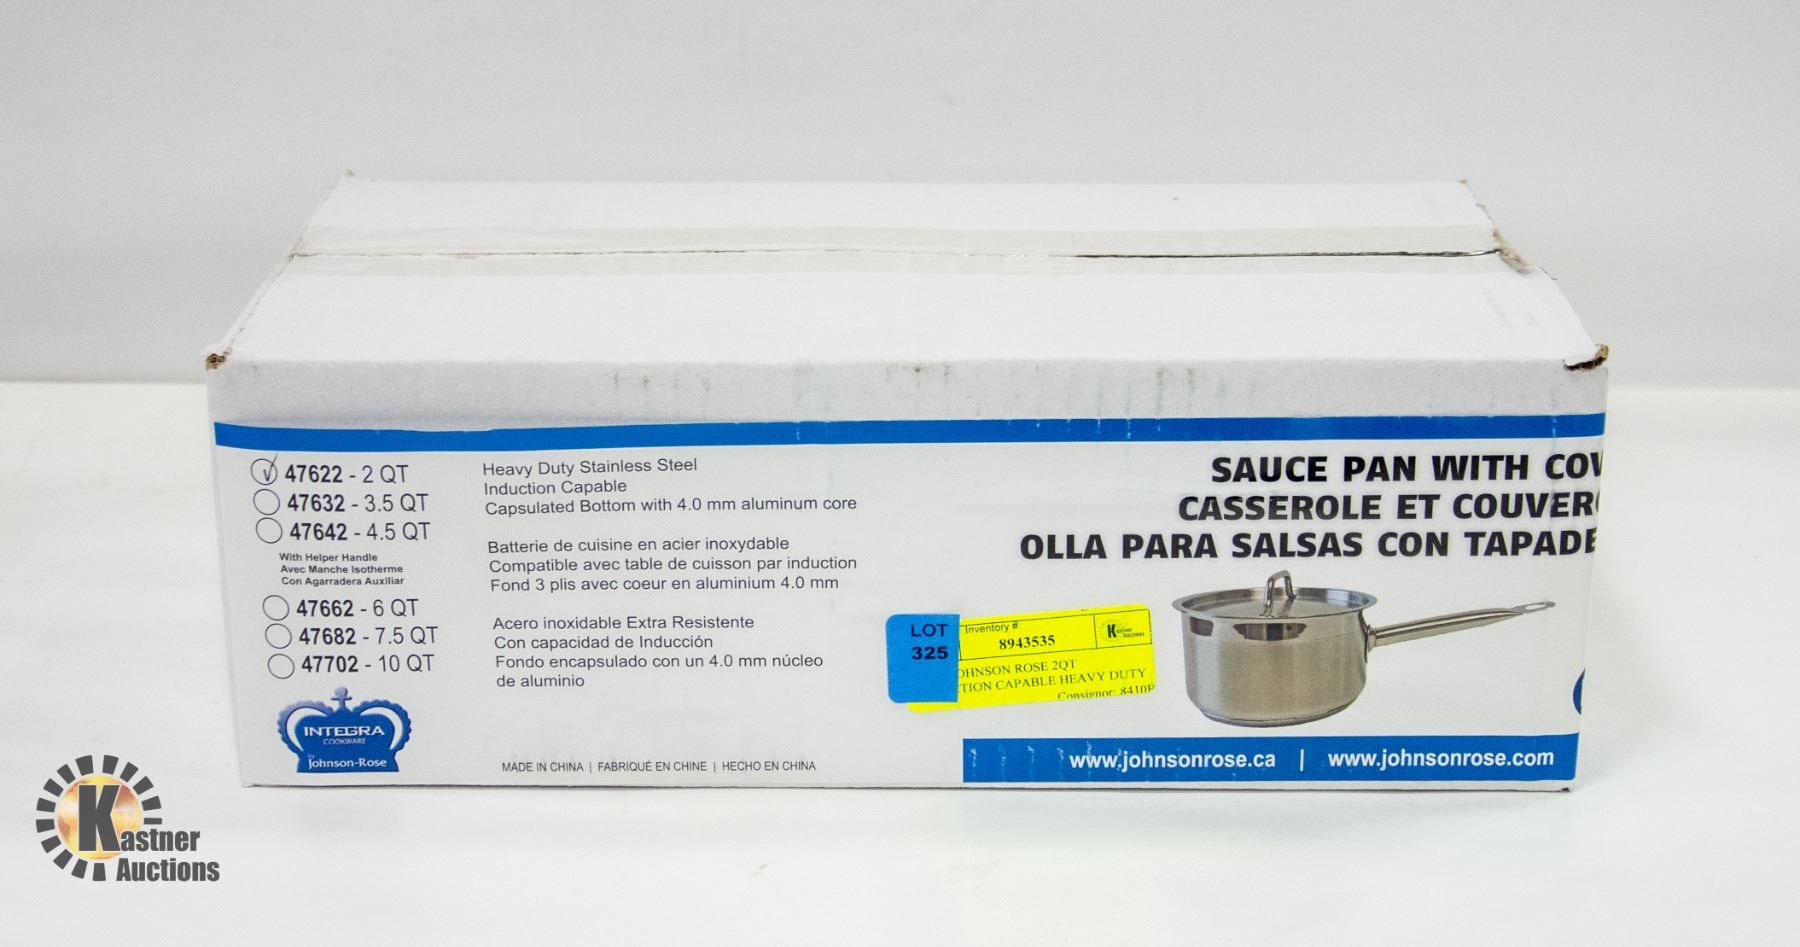 47622 - 2 QT
47632 - 3.5 QT
47642 - 4.5 QT
With Helper Handle
Avec Manche Isotherme
Con Agarradera Auxiliar
47662 - 6 QT
47682 - 7.5 QT
47702 - 10 QT
INTEGRA
COOKWARE
by
Johnson-Rose
Heavy Duty Stainless Steel
Induction Capable
Capsulated Bottom with 4.0 mm aluminum core
Batterie de cuisine en acier inoxydable
Compatible avec table de cuisson par induction
Fond 3 plis avec coeur en aluminium 4.0 mm
Acero inoxidable Extra Resistente
Con capacidad de Inducción
Fondo encapsulado con un 4.0 mm núcleo
de aluminio
MADE IN CHINA | FABRIQUÉ EN CHINE | HECHO EN CHINA
SAUCE PAN WITH COV
CASSEROLE ET COUVERC
OLLA PARA SALSAS CON TAPADE
LOT
325
Inventory #:
8943535
Kastner
Auctions
OHNSON ROSE 2QT
TION CAPABLE HEAVY DUTY
Consignor: 8410P
www.johnsonrose.ca | www.johnsonrose.com
Kastner
Auctions